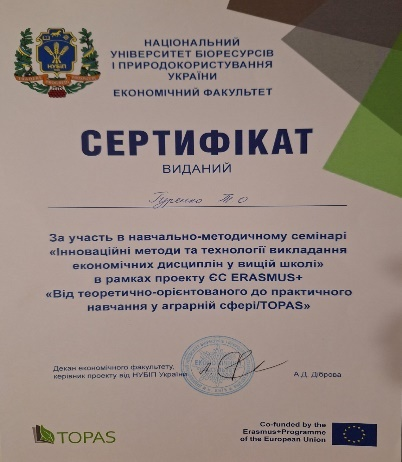 НАЦІОНАЛЬНИЙ
УНІВЕРСИТЕТ БІОРЕСУРСІВ
І ПРИРОДОКОРИСТУВАННЯ
УКРАЇНИ
ЕКОНОМІЧНИЙ ФАКУЛЬТЕТ
НУБІП
СЕРТИФІКАТ
ВИДАНИЙ
Гуренко Т.О
За участь в навчально-методичному семінарі
«Інноваційні методи та технології викладання
економічних дисциплін у вищій школі»
в рамках проекту ЄС ERASMUS+
«Від теоретично-орієнтованого до практичного
навчання у аграрній сфері/TOPAS»
Декан економічного факультету,
керівник проекту від НУБІП України
А.Д. Діброва
TOPAS
Co-funded by the
Erasmus+Programme
of the European Union